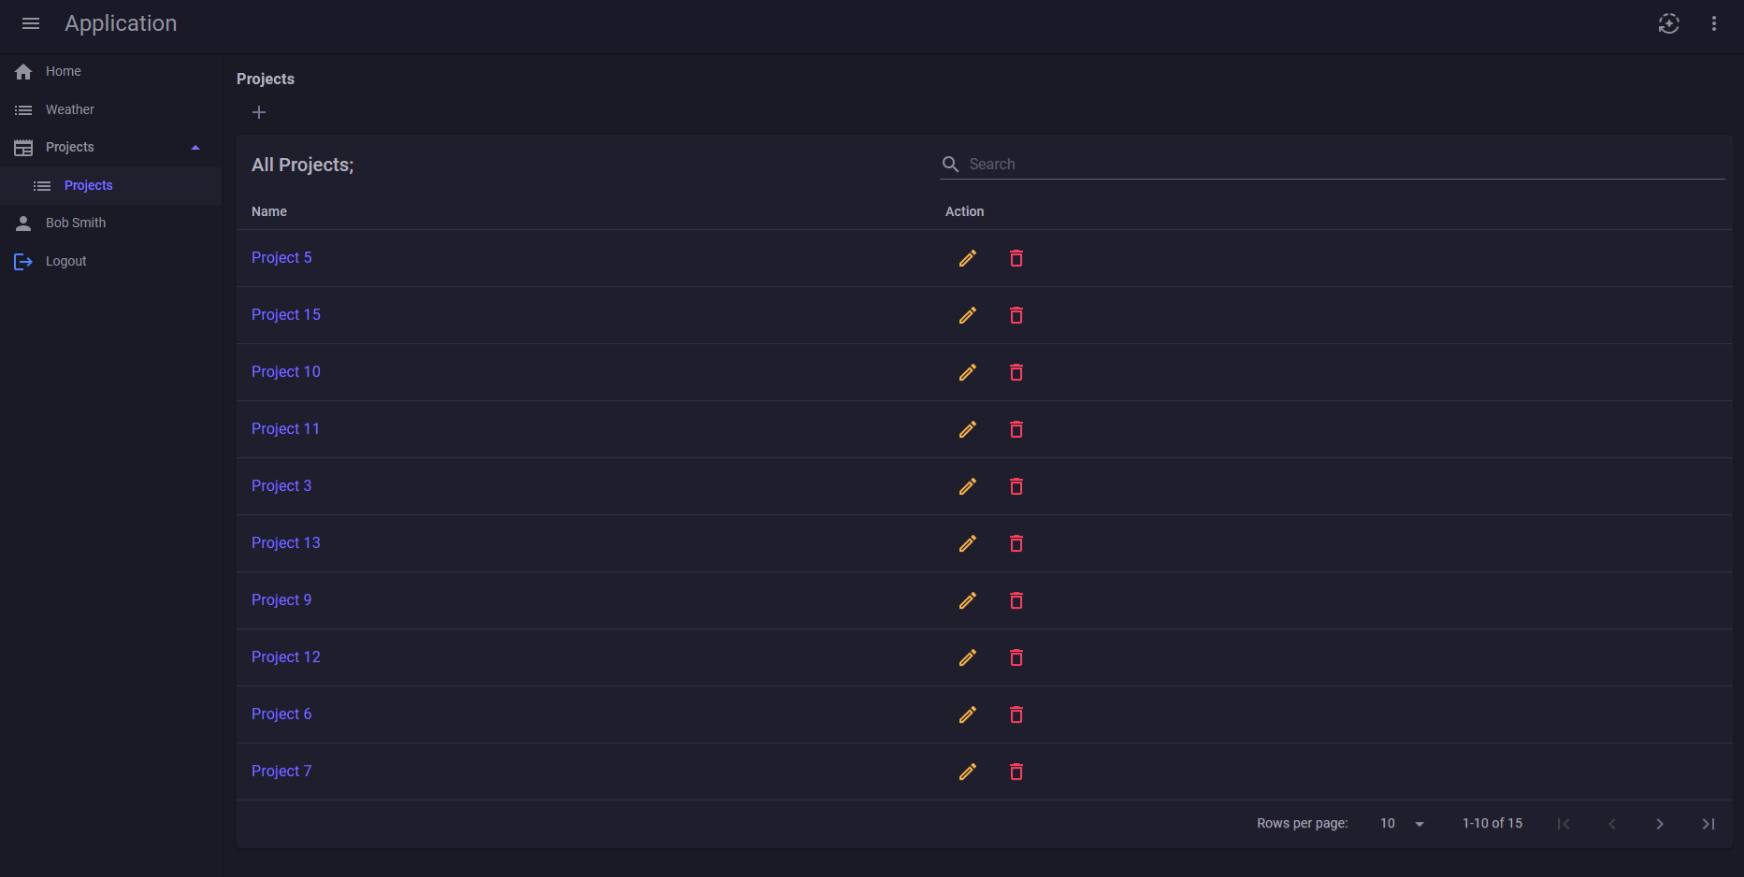 Application
Home
Weather
Projects
Projects
Bob Smith
Logout
Projects
All Projects;
Search
Name Action
Project 5
Project 15
Project 10
Project 11
Project 3
Project 13
Project 9
Project 12
Project 6
Project 7
Rows per page: 10 1-10 of 15